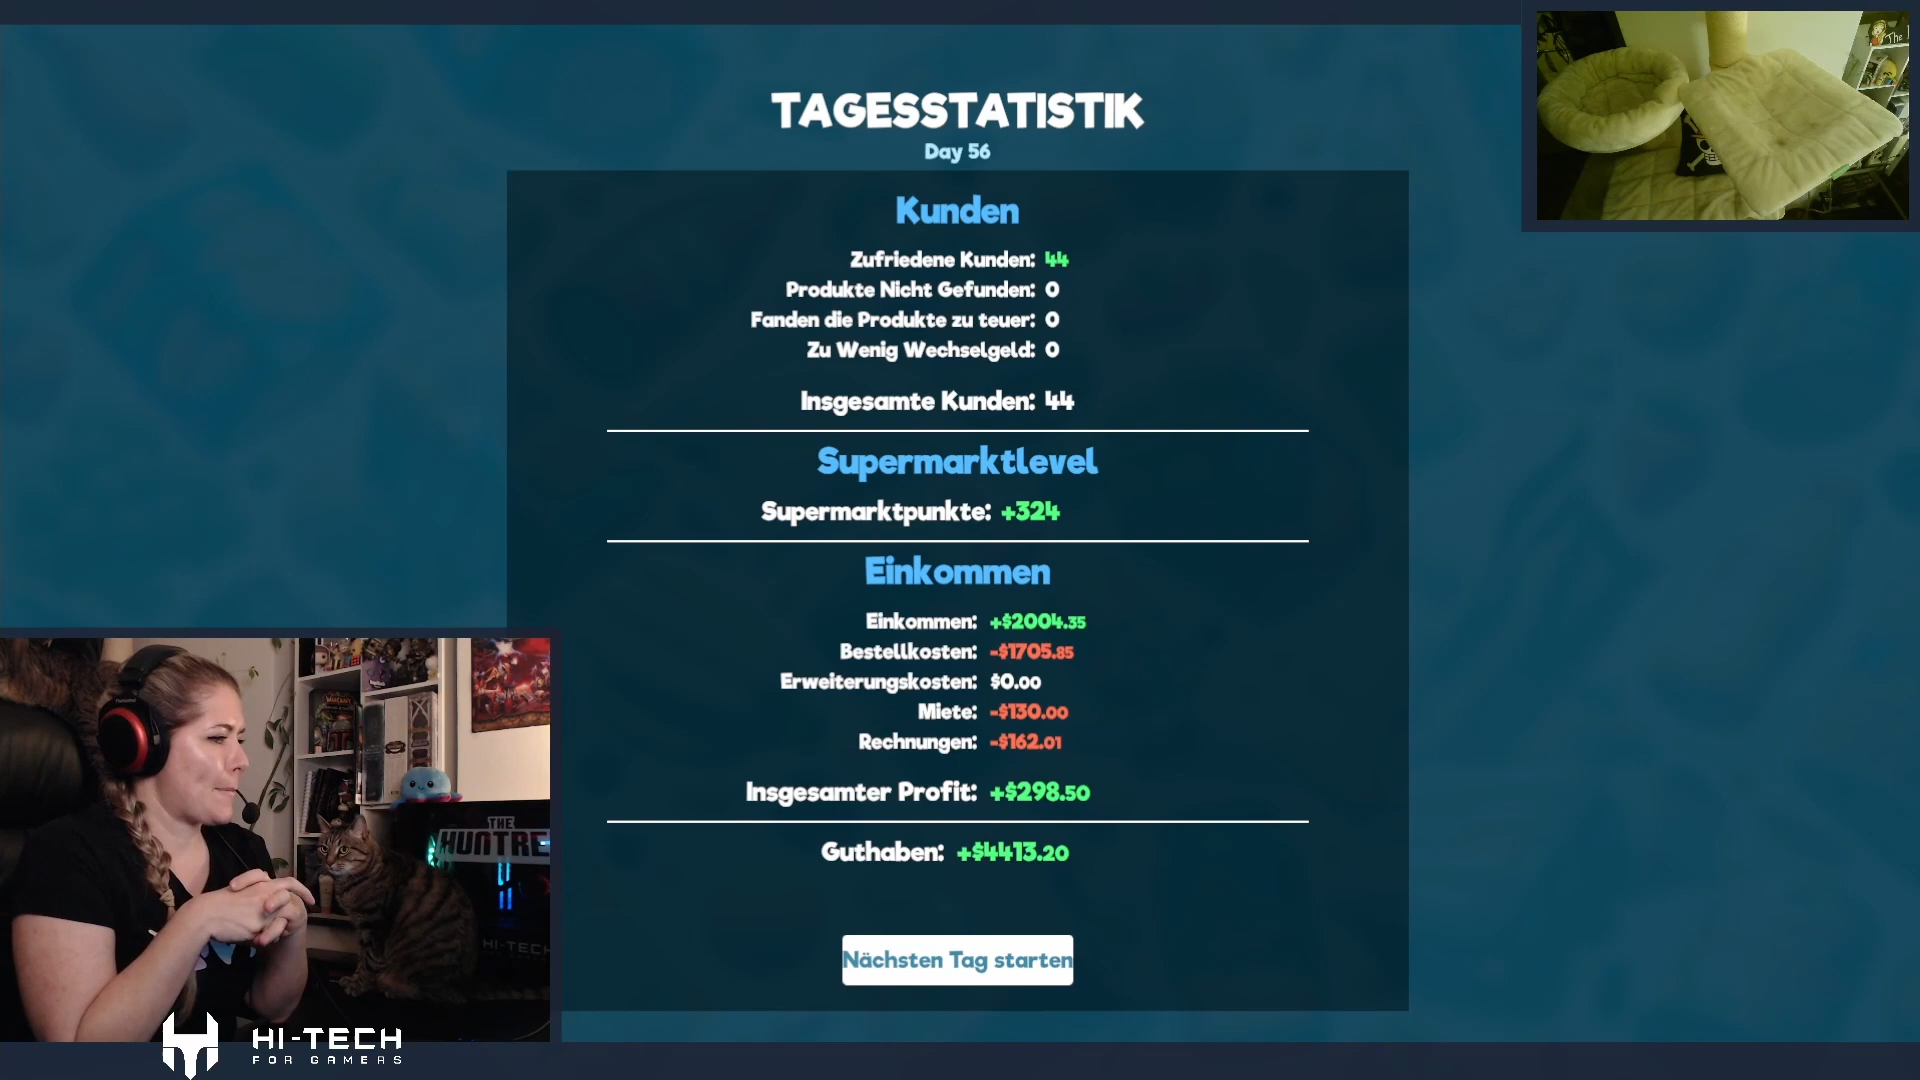 TAGESSTATISTIK
Day 56
Kunden
Zufriedene Kunden: 44
Produkte Nicht Gefunden: 0
Fanden die Produkte zu teuer: 0
Zu Wenig Wechselgeld: 0
Insgesamte Kunden: 44
Supermarktlevel
Supermarktpunkte: +324
Einkommen
Einkommen: +$2004.35
Bestellkosten: -$1705.85
Erweiterungskosten: $0.00
Miete: -$130.00
Rechnungen: -$162.01
Insgesamter Profit: +$298.50
Guthaben: +$4413.20
Nächsten Tag starten
The
THE
HUNTRE
HI-TECH
HI-TECH
FOR GAMERS